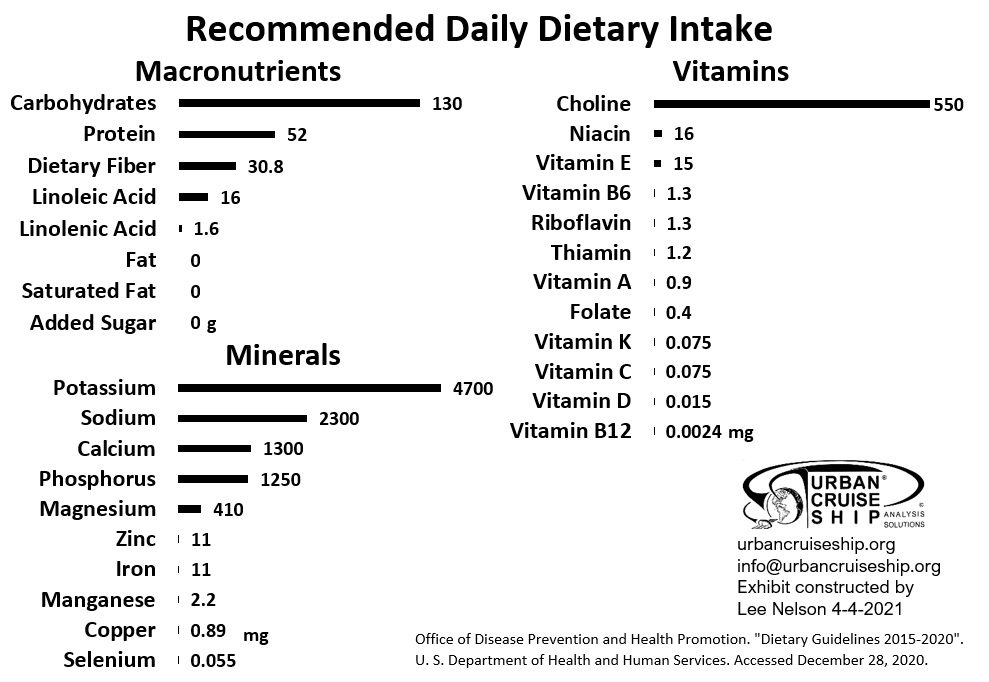 Recommended Daily Dietary Intake
Macronutrients
Carbohydrates 130
Protein 52
Dietary Fiber 30.8
Linoleic Acid 16
Linolenic Acid 1.6
Fat 0
Saturated Fat 0
Added Sugar 0 g
Minerals
Potassium 4700
Sodium 2300
Calcium 1300
Phosphorus 1250
Magnesium 410
Zinc 11
Iron 11
Manganese 2.2
Copper 0.89 mg
Selenium 0.055
Vitamins
Choline 550
Niacin 16
Vitamin E 15
Vitamin B6 1.3
Riboflavin 1.3
Thiamin 1.2
Vitamin A 0.9
Folate 0.4
Vitamin K 0.075
Vitamin C 0.075
Vitamin D 0.015
Vitamin B12 0.0024 mg
URBAN®
CRUISE ©
SHIP ANALYSIS
SOLUTIONS
urbancruiseship.org
info@urbancruiseship.org
Exhibit constructed by
Lee Nelson 4-4-2021
Office of Disease Prevention and Health Promotion. "Dietary Guidelines 2015-2020".
U. S. Department of Health and Human Services. Accessed December 28, 2020.